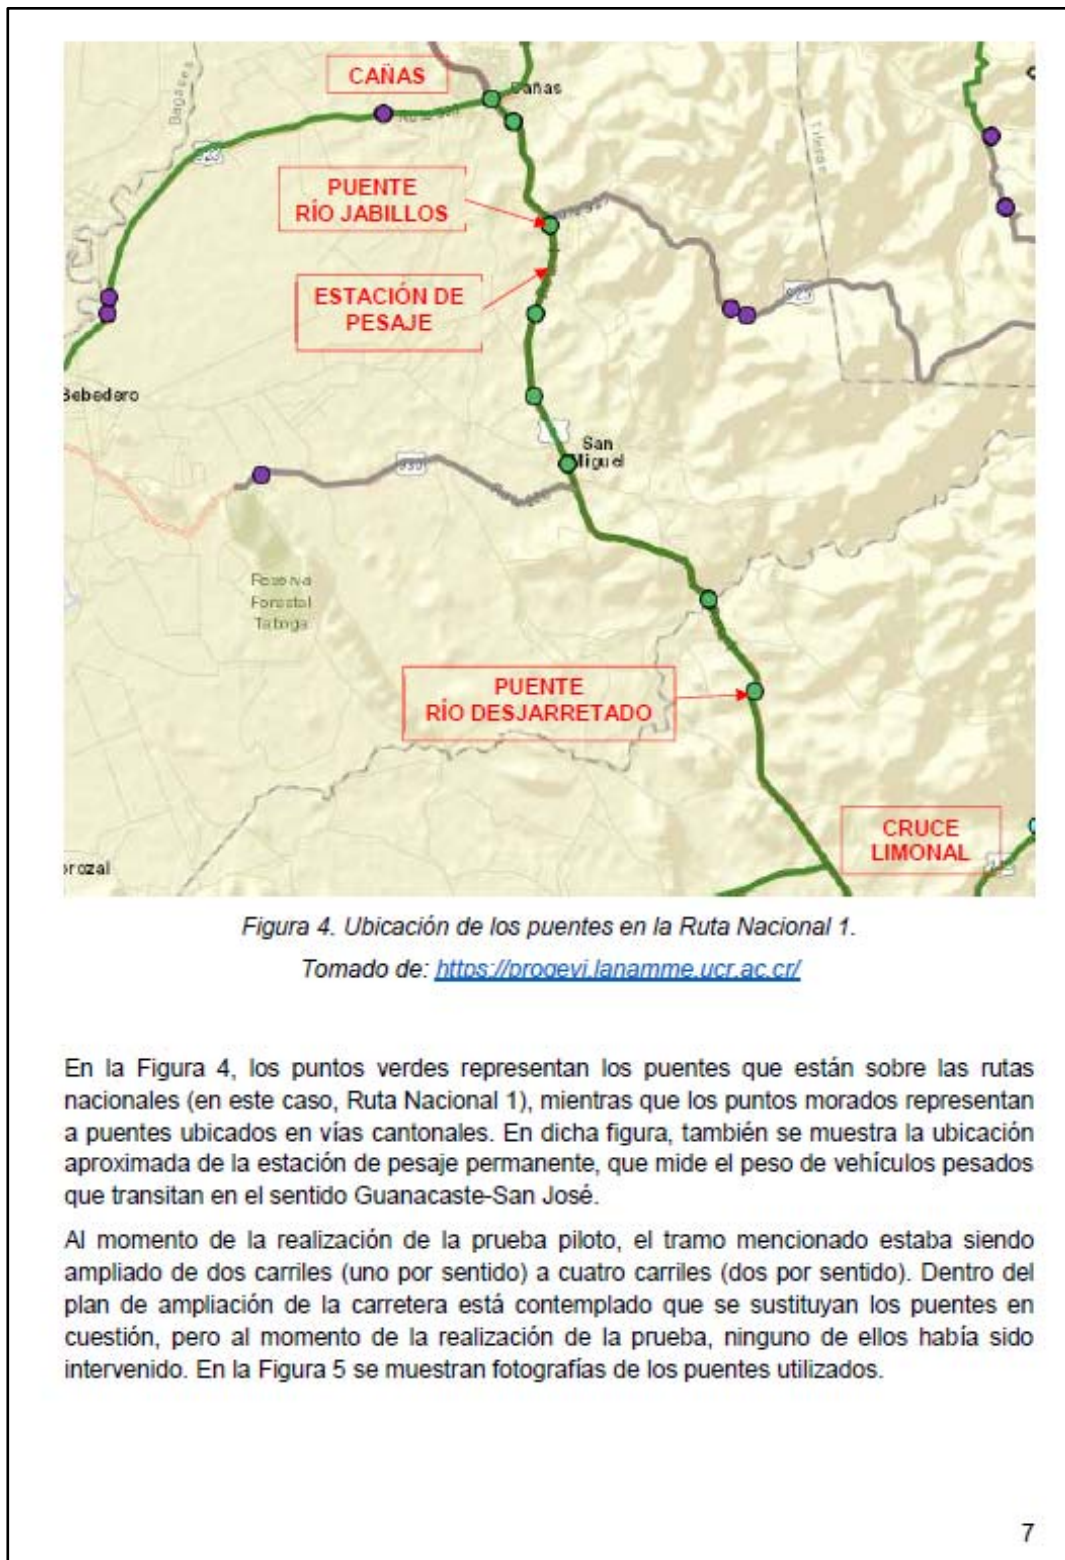 CAÑAS
Cañas
Bagaces
Tilarán
PUENTE
RÍO JABILLOS
925
ESTACIÓN DE
PESAJE
Bebedero
San
Miguel
930
Reserva
Forestal
Taboga
PUENTE
RÍO DESJARRETADO
CRUCE
LIMONAL
orozal
Figura 4. Ubicación de los puentes en la Ruta Nacional 1.
Tomado de: https://progevi.lanamme.ucr.ac.cr/
En la Figura 4, los puntos verdes representan los puentes que están sobre las rutas
nacionales (en este caso, Ruta Nacional 1), mientras que los puntos morados representan
a puentes ubicados en vías cantonales. En dicha figura, también se muestra la ubicación
aproximada de la estación de pesaje permanente, que mide el peso de vehículos pesados
que transitan en el sentido Guanacaste-San José.
Al momento de la realización de la prueba piloto, el tramo mencionado estaba siendo
ampliado de dos carriles (uno por sentido) a cuatro carriles (dos por sentido). Dentro del
plan de ampliación de la carretera está contemplado que se sustituyan los puentes en
cuestión, pero al momento de la realización de la prueba, ninguno de ellos había sido
intervenido. En la Figura 5 se muestran fotografías de los puentes utilizados.
7